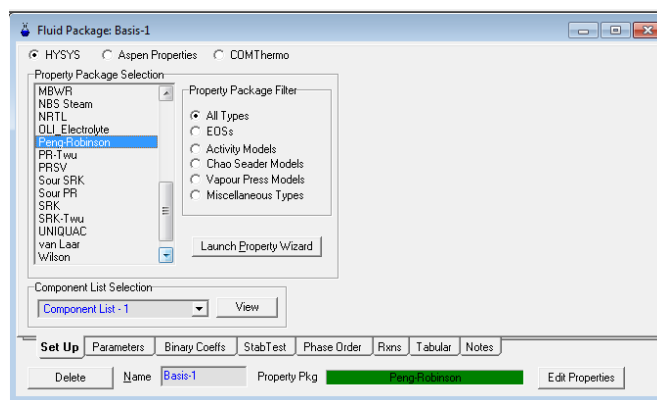 Fluid Package: Basis-1
HYSYS Aspen Properties COMThermo
Property Package Selection
MBWR
NBS Steam
NRTL
OLI_Electrolyte
Peng-Robinson
PR-Twu
PRSV
Sour SRK
Sour PR
SRK
SRK-Twu
UNIQUAC
van Laar
Wilson
Property Package Filter
All Types
EOSs
Activity Models
Chao Seader Models
Vapour Press Models
Miscellaneous Types
Launch Property Wizard
Component List Selection
Component List - 1 View
Set Up Parameters Binary Coeffs StabTest Phase Order Rxns Tabular Notes
Delete Name Basis-1 Property Pkg Peng-Robinson Edit Properties